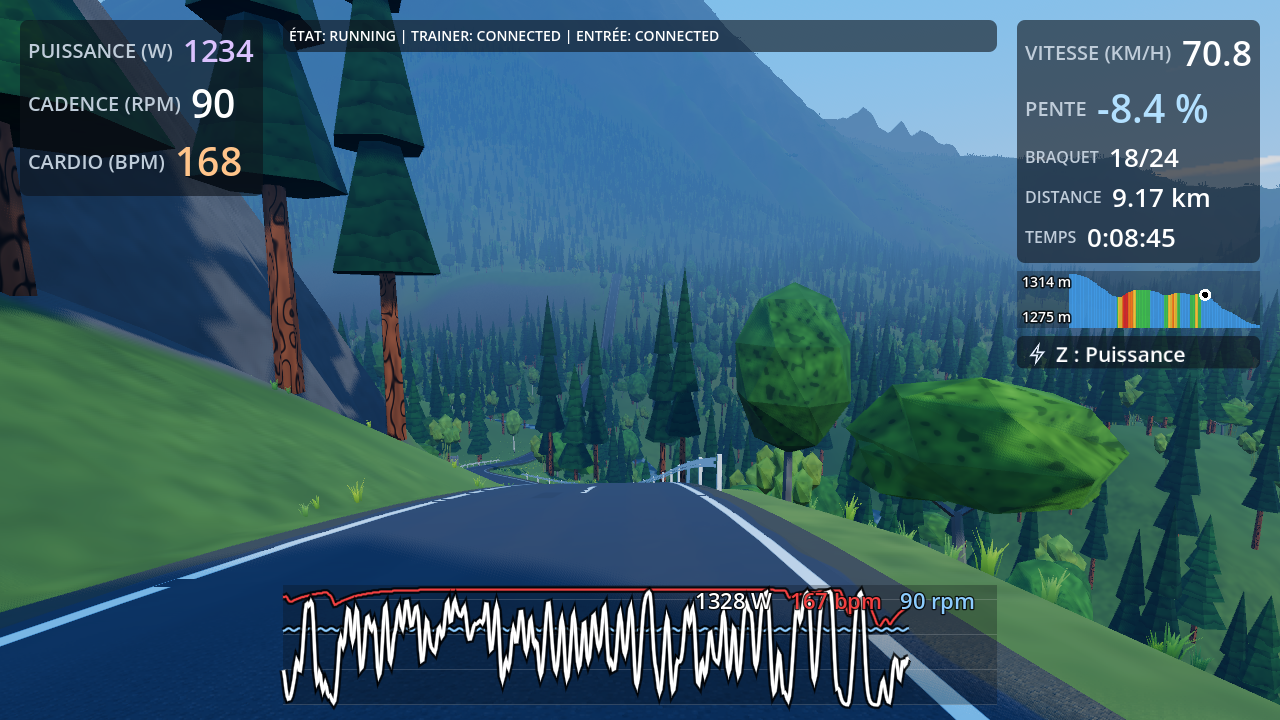 PUISSANCE (W) 1234
CADENCE (RPM) 90
CARDIO (BPM) 168
ÉTAT: RUNNING | TRAINER: CONNECTED | ENTRÉE: CONNECTED
VITESSE (KM/H) 70.8
PENTE -8.4 %
BRAQUET 18/24
DISTANCE 9.17 km
TEMPS 0:08:45
1314 m
1275 m
Z : Puissance
1328 W 167 bpm 90 rpm